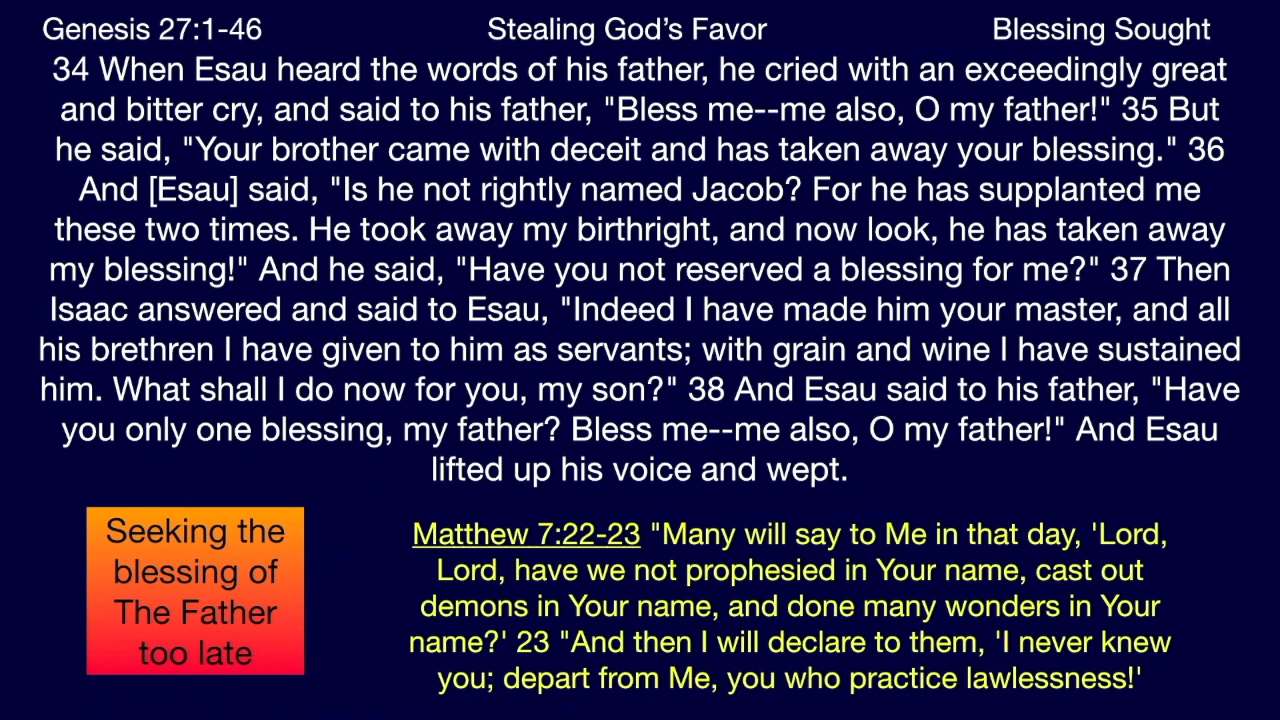 Genesis 27:1-46 Stealing God’s Favor Blessing Sought
34 When Esau heard the words of his father, he cried with an exceedingly great
and bitter cry, and said to his father, "Bless me--me also, O my father!" 35 But
he said, "Your brother came with deceit and has taken away your blessing." 36
And [Esau] said, "Is he not rightly named Jacob? For he has supplanted me
these two times. He took away my birthright, and now look, he has taken away
my blessing!" And he said, "Have you not reserved a blessing for me?" 37 Then
Isaac answered and said to Esau, "Indeed I have made him your master, and all
his brethren I have given to him as servants; with grain and wine I have sustained
him. What shall I do now for you, my son?" 38 And Esau said to his father, "Have
you only one blessing, my father? Bless me--me also, O my father!" And Esau
lifted up his voice and wept.
Seeking the
blessing of
The Father
too late
Matthew 7:22-23 "Many will say to Me in that day, 'Lord,
Lord, have we not prophesied in Your name, cast out
demons in Your name, and done many wonders in Your
name?' 23 "And then I will declare to them, 'I never knew
you; depart from Me, you who practice lawlessness!'